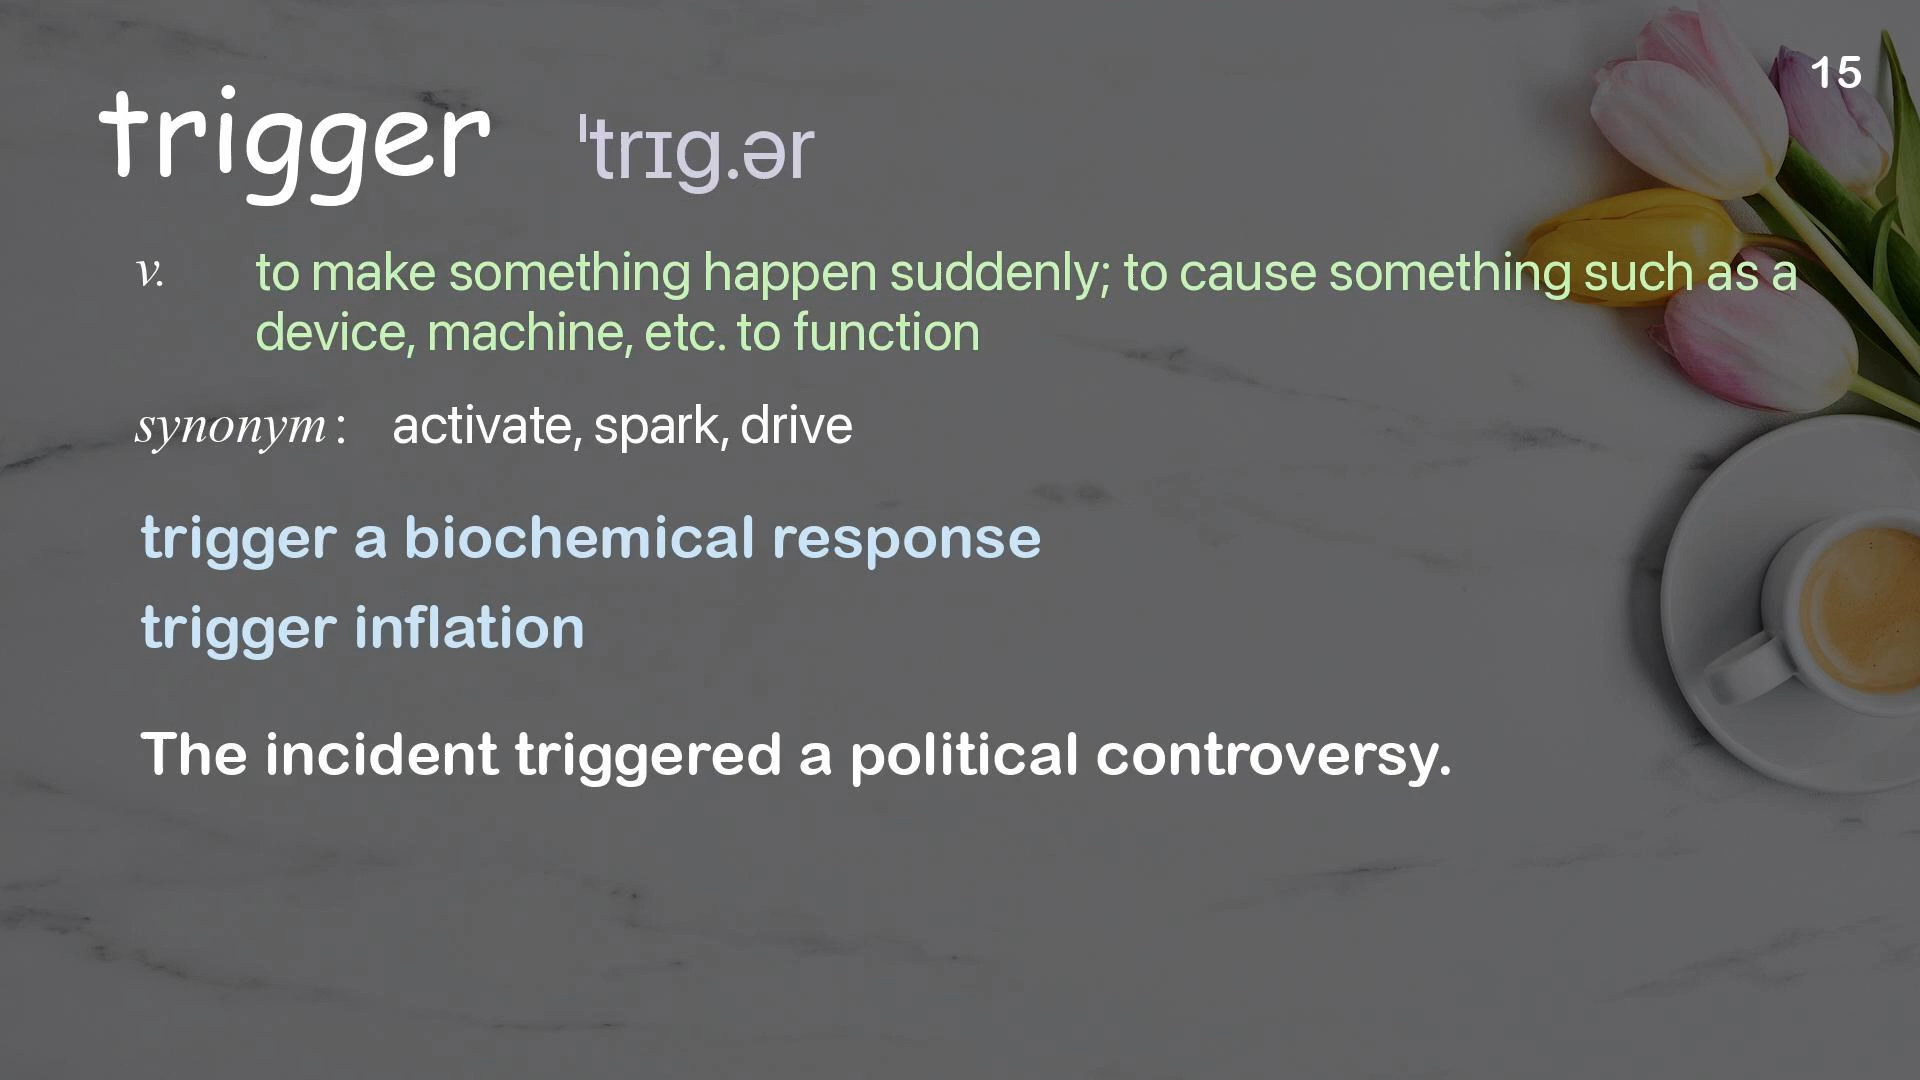 15
trigger ˈtrɪg.ər
v. to make something happen suddenly; to cause something such as a
device, machine, etc. to function
synonym : activate, spark, drive
trigger a biochemical response
trigger inflation
The incident triggered a political controversy.